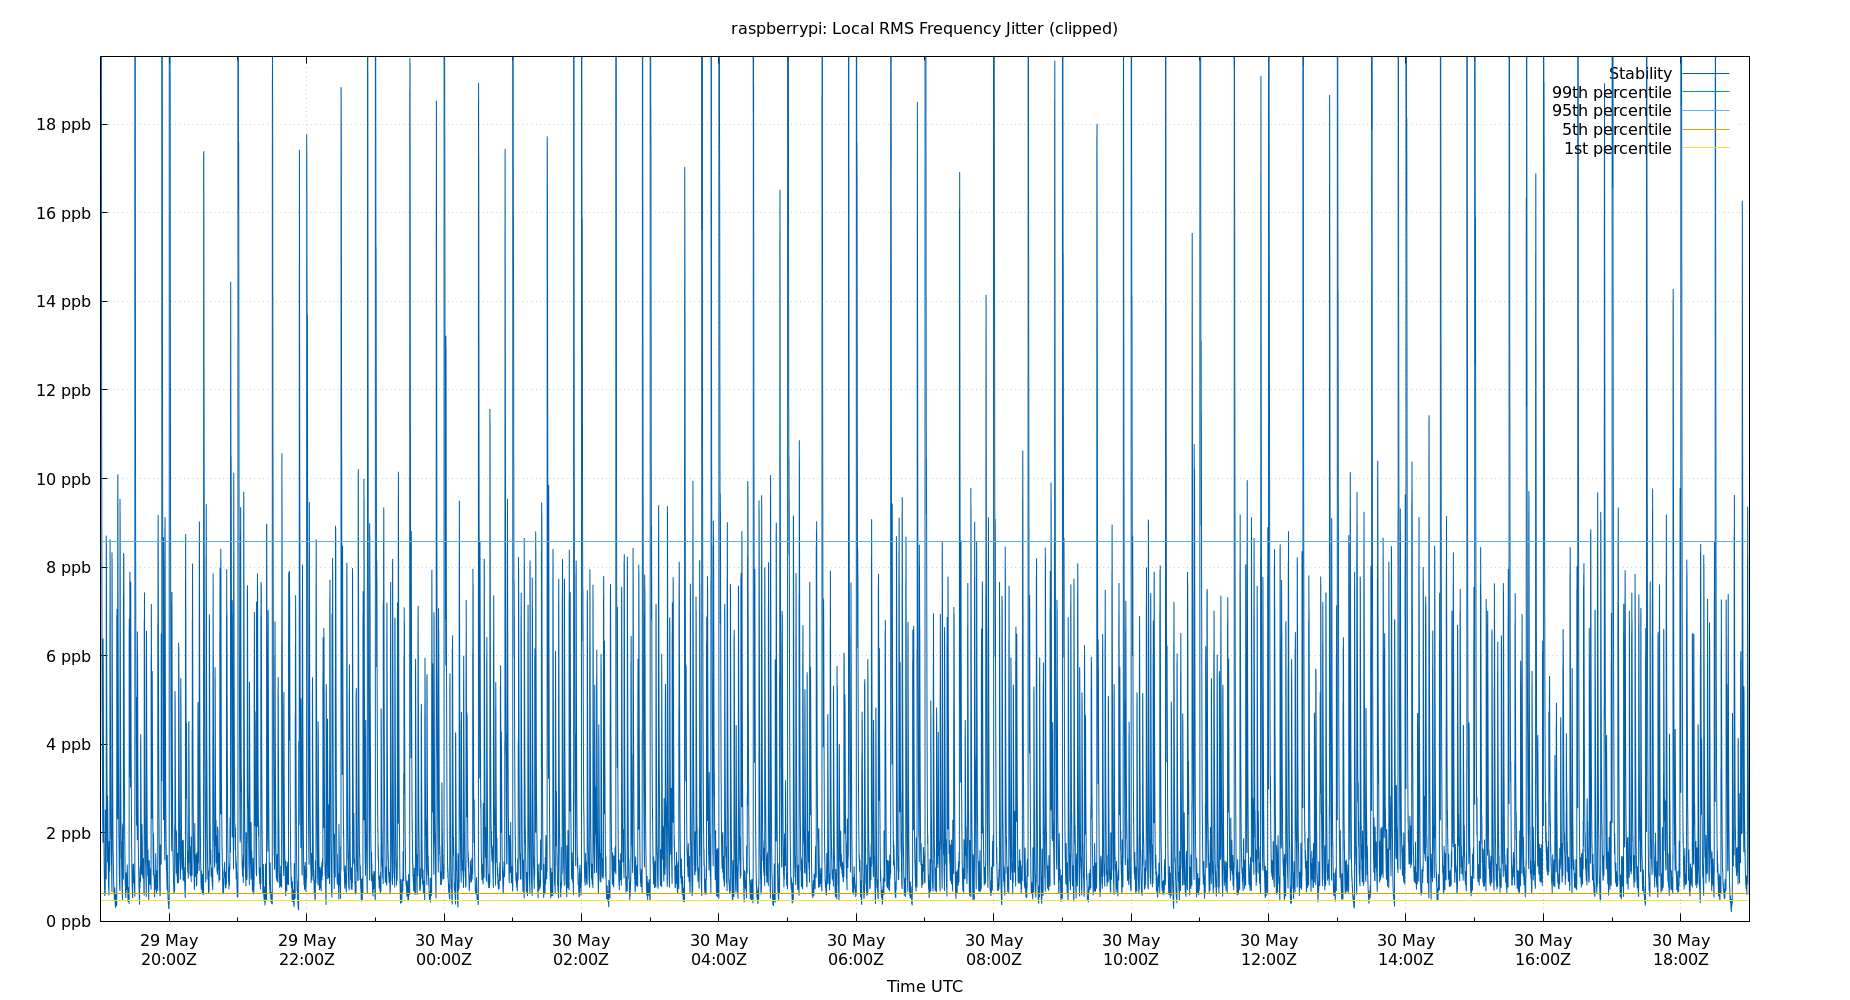 raspberrypi: Local RMS Frequency Jitter (clipped)
Stability
99th percentile
95th percentile
5th percentile
1st percentile
18 ppb
16 ppb
14 ppb
12 ppb
10 ppb
8 ppb
6 ppb
4 ppb
2 ppb
0 ppb
29 May 29 May 30 May 30 May 30 May 30 May 30 May 30 May 30 May 30 May 30 May 30 May
20:00Z 22:00Z 00:00Z 02:00Z 04:00Z 06:00Z 08:00Z 10:00Z 12:00Z 14:00Z 16:00Z 18:00Z
Time UTC